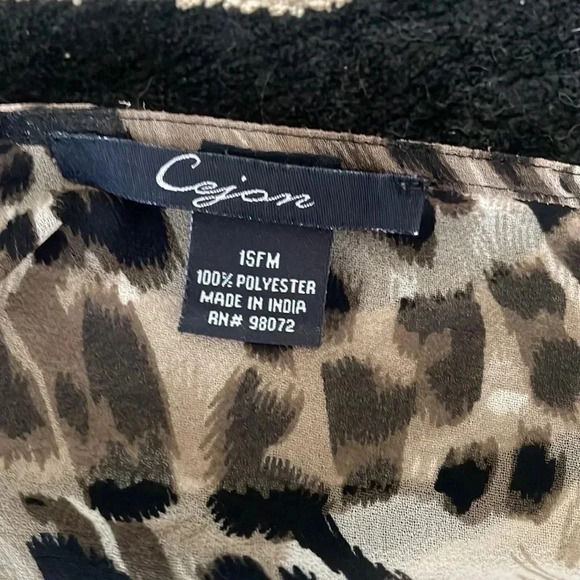 Cejon
1SFM
100% POLYESTER
MADE IN INDIA
RN# 98072